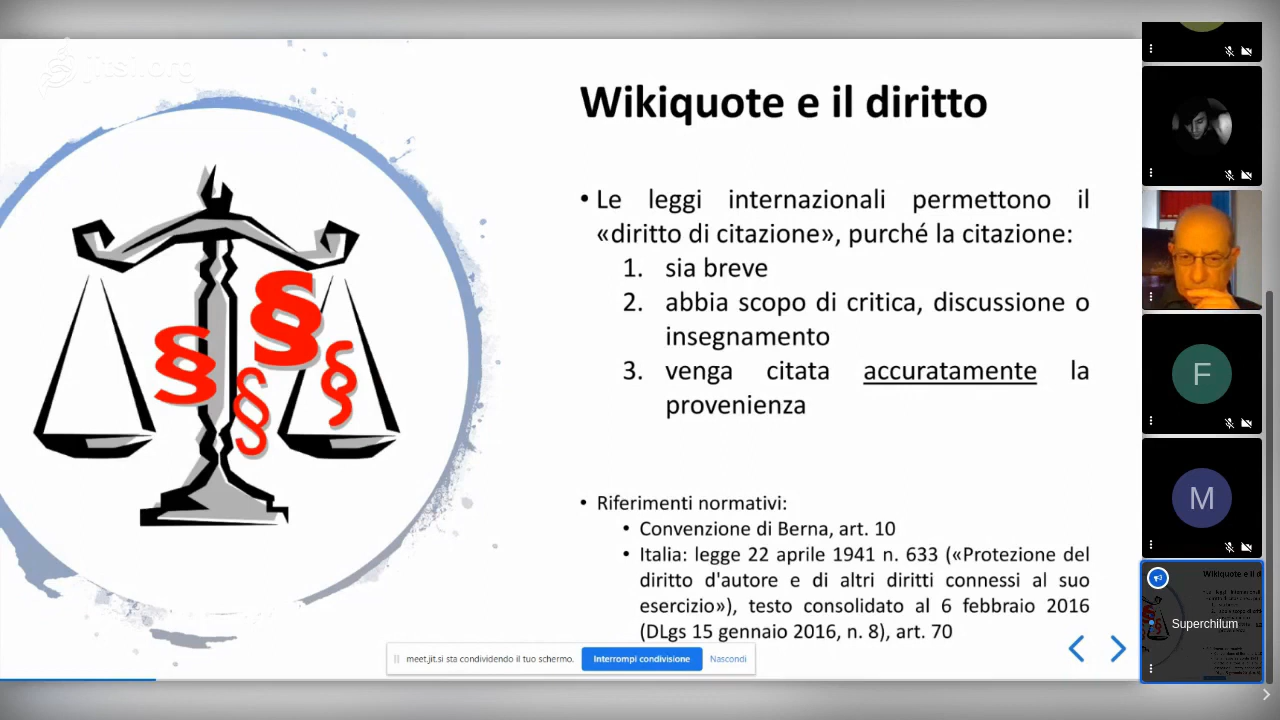 jitsi.org
Wikiquote e il diritto
• Le leggi internazionali permettono il
«diritto di citazione», purché la citazione:
1. sia breve
2. abbia scopo di critica, discussione o
insegnamento
3. venga citata accuratamente la
provenienza
• Riferimenti normativi:
• Convenzione di Berna, art. 10
• Italia: legge 22 aprile 1941 n. 633 («Protezione del
diritto d'autore e di altri diritti connessi al suo
esercizio»), testo consolidato al 6 febbraio 2016
(DLgs 15 gennaio 2016, n. 8), art. 70
§
§
§
§
meet.jit.si sta condividendo il tuo schermo.
Interrompi condivisione
Nascondi
F
M
Wikiquote e il d
Superchilum